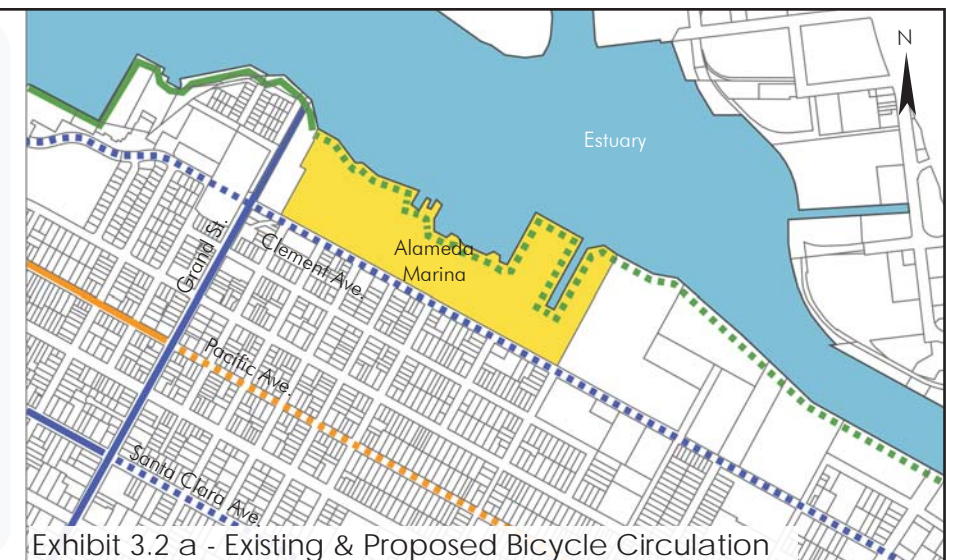 N
Estuary
Grand St.
Clement Ave.
Alameda
Marina
Pacific Ave.
Santa Clara Ave.
Exhibit 3.2 a - Existing & Proposed Bicycle Circulation